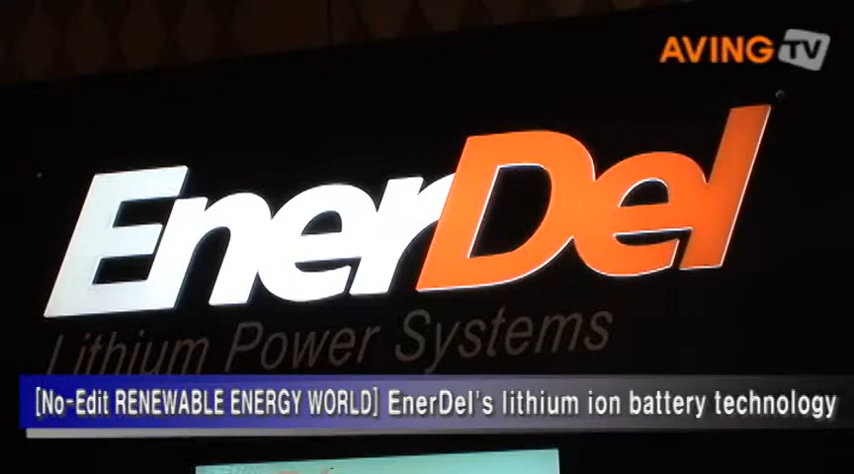 AVING TV
EnerDel
Lithium Power Systems
[No-Edit RENEWABLE ENERGY WORLD] EnerDel's lithium ion battery technology